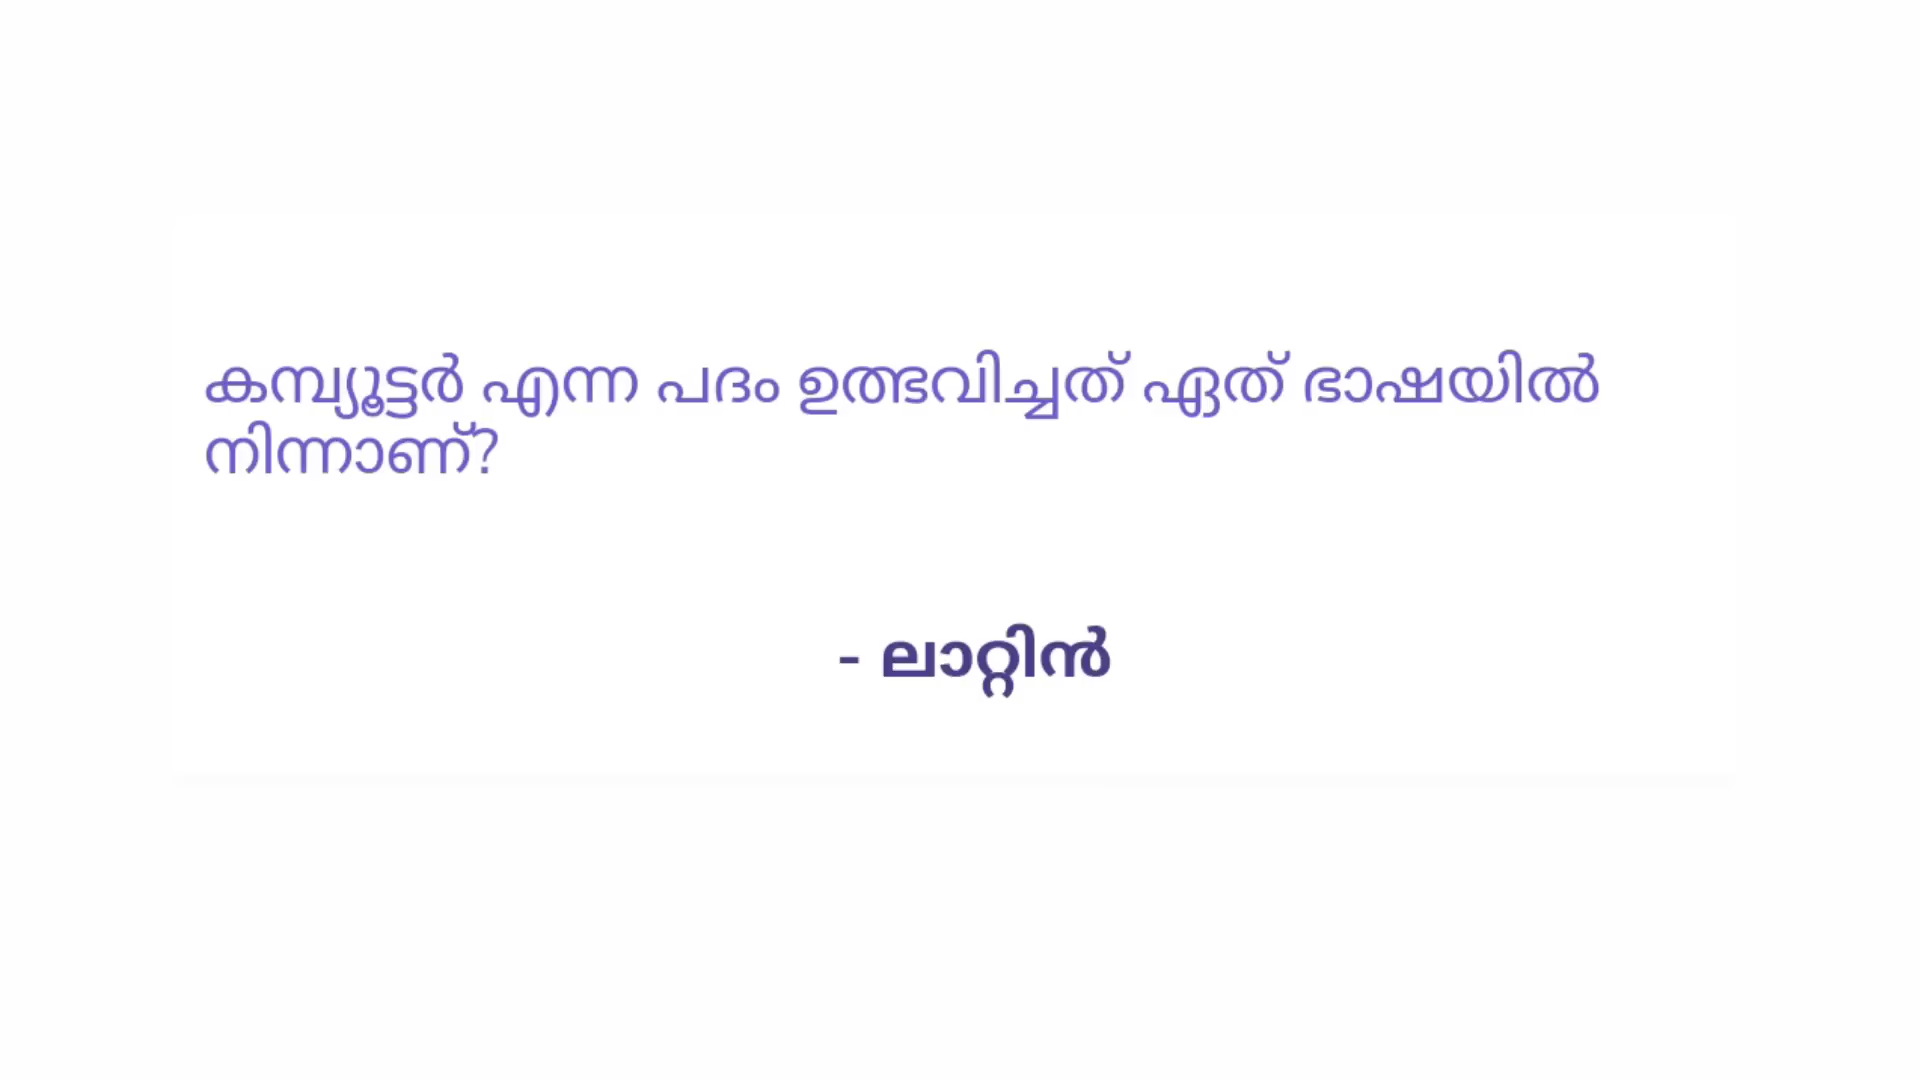 കമ്പ്യൂട്ടർ എന്ന പദം ഉത്ഭവിച്ചത് ഏത് ഭാഷയിൽ
നിന്നാണ്?
- ലാറ്റിൻ